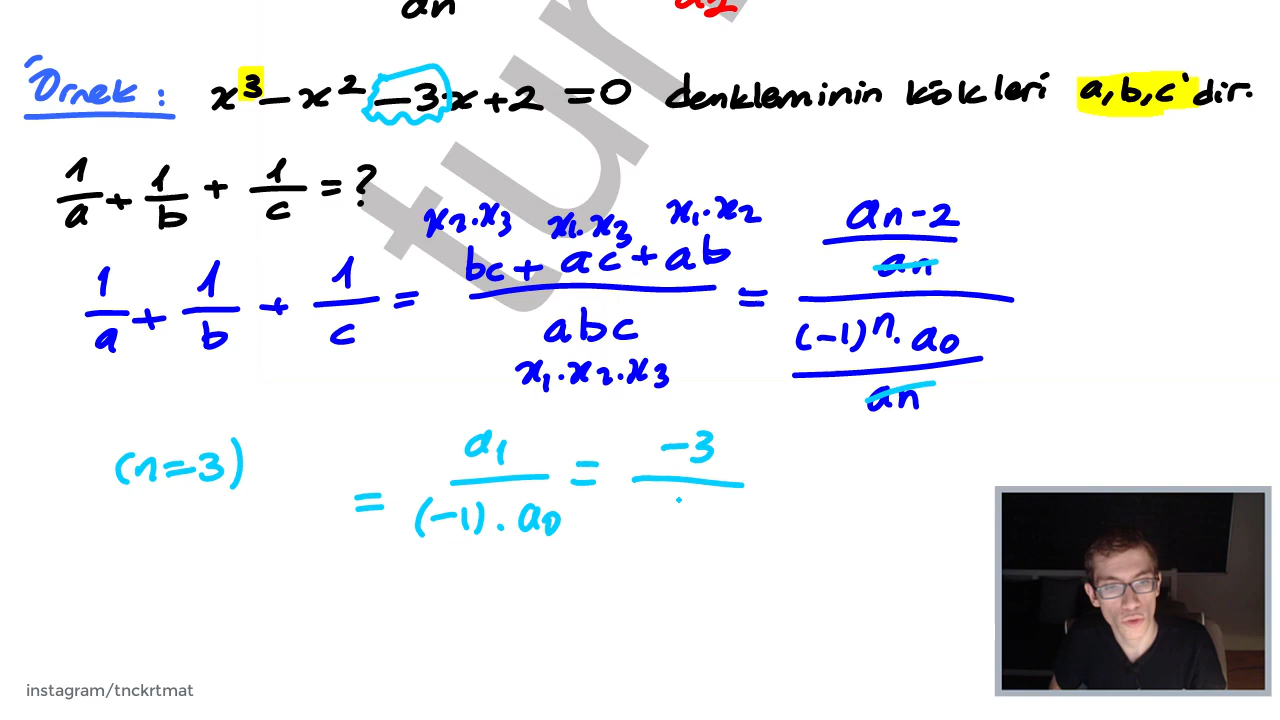 an a1
Örnek: x³ - x² - 3·x + 2 = 0 denkleminin kökleri a,b,c'dir.
1/a + 1/b + 1/c = ?
x2.x3 x1.x3 x1.x2
1/a + 1/b + 1/c = (bc + ac + ab)/(abc) = (an-2/an)/((-1)^n . a0/an)
x1.x2.x3
(n=3) = a1/((-1) . a0) = -3/
instagram/tnckrtmat